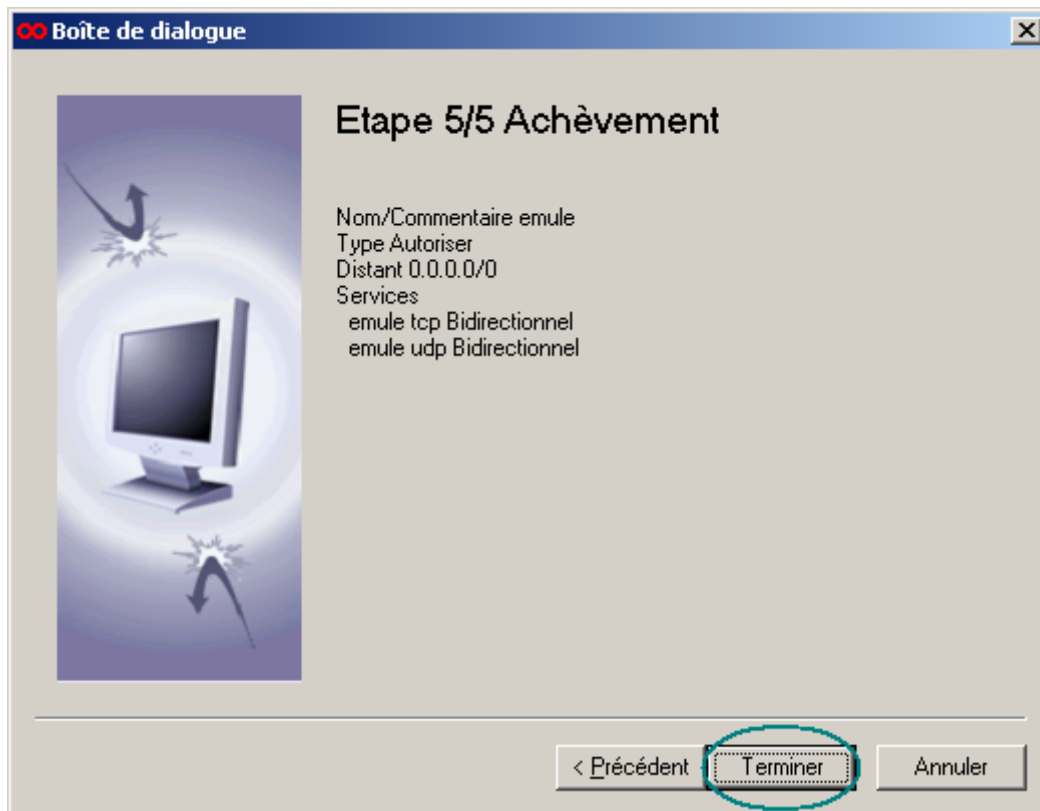 Boîte de dialogue
Etape 5/5 Achèvement
Nom/Commentaire emule
Type Autoriser
Distant 0.0.0.0/0
Services
emule tcp Bidirectionnel
emule udp Bidirectionnel
< Précédent Terminer Annuler